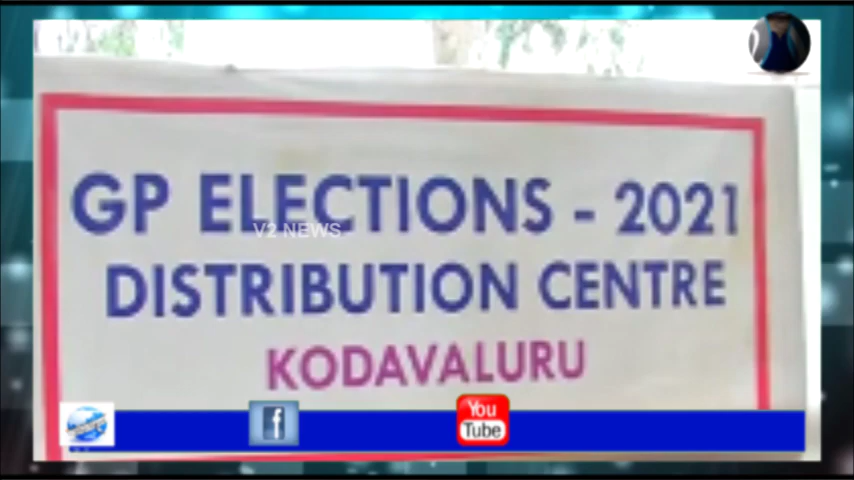 GP ELECTIONS - 2021
V2 NEWS
DISTRIBUTION CENTRE
KODAVALURU
f
You
Tube